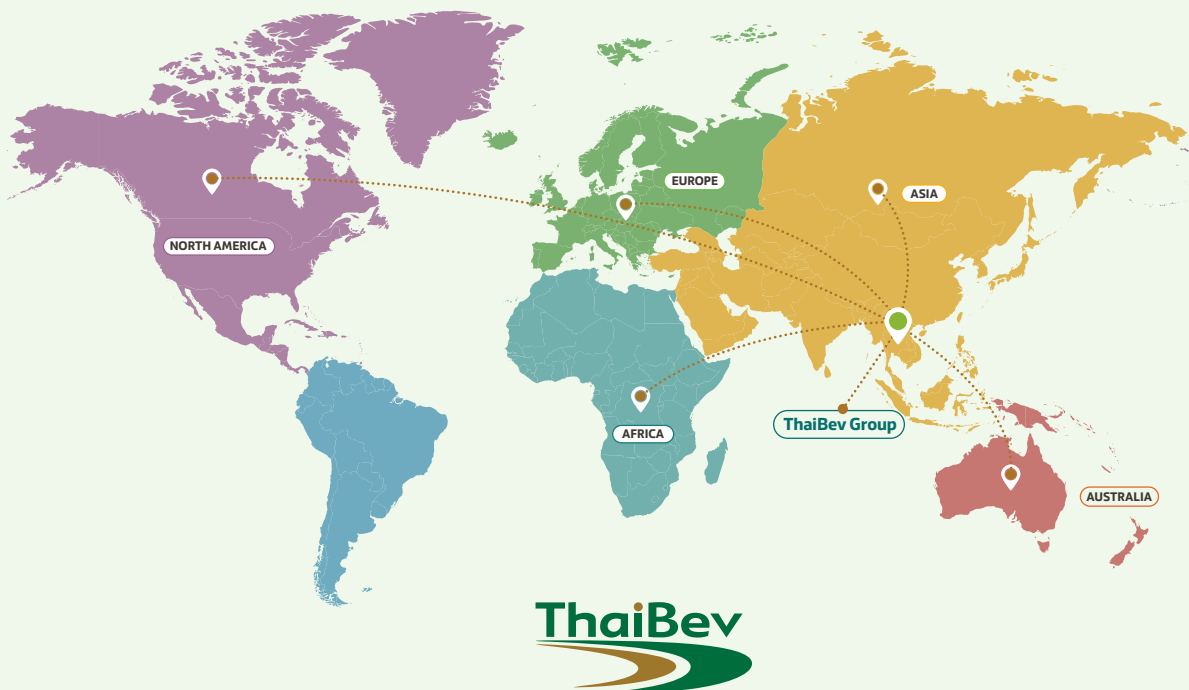 EUROPE
ASIA
NORTH AMERICA
ThaiBev Group
AFRICA
AUSTRALIA
ThaiBev